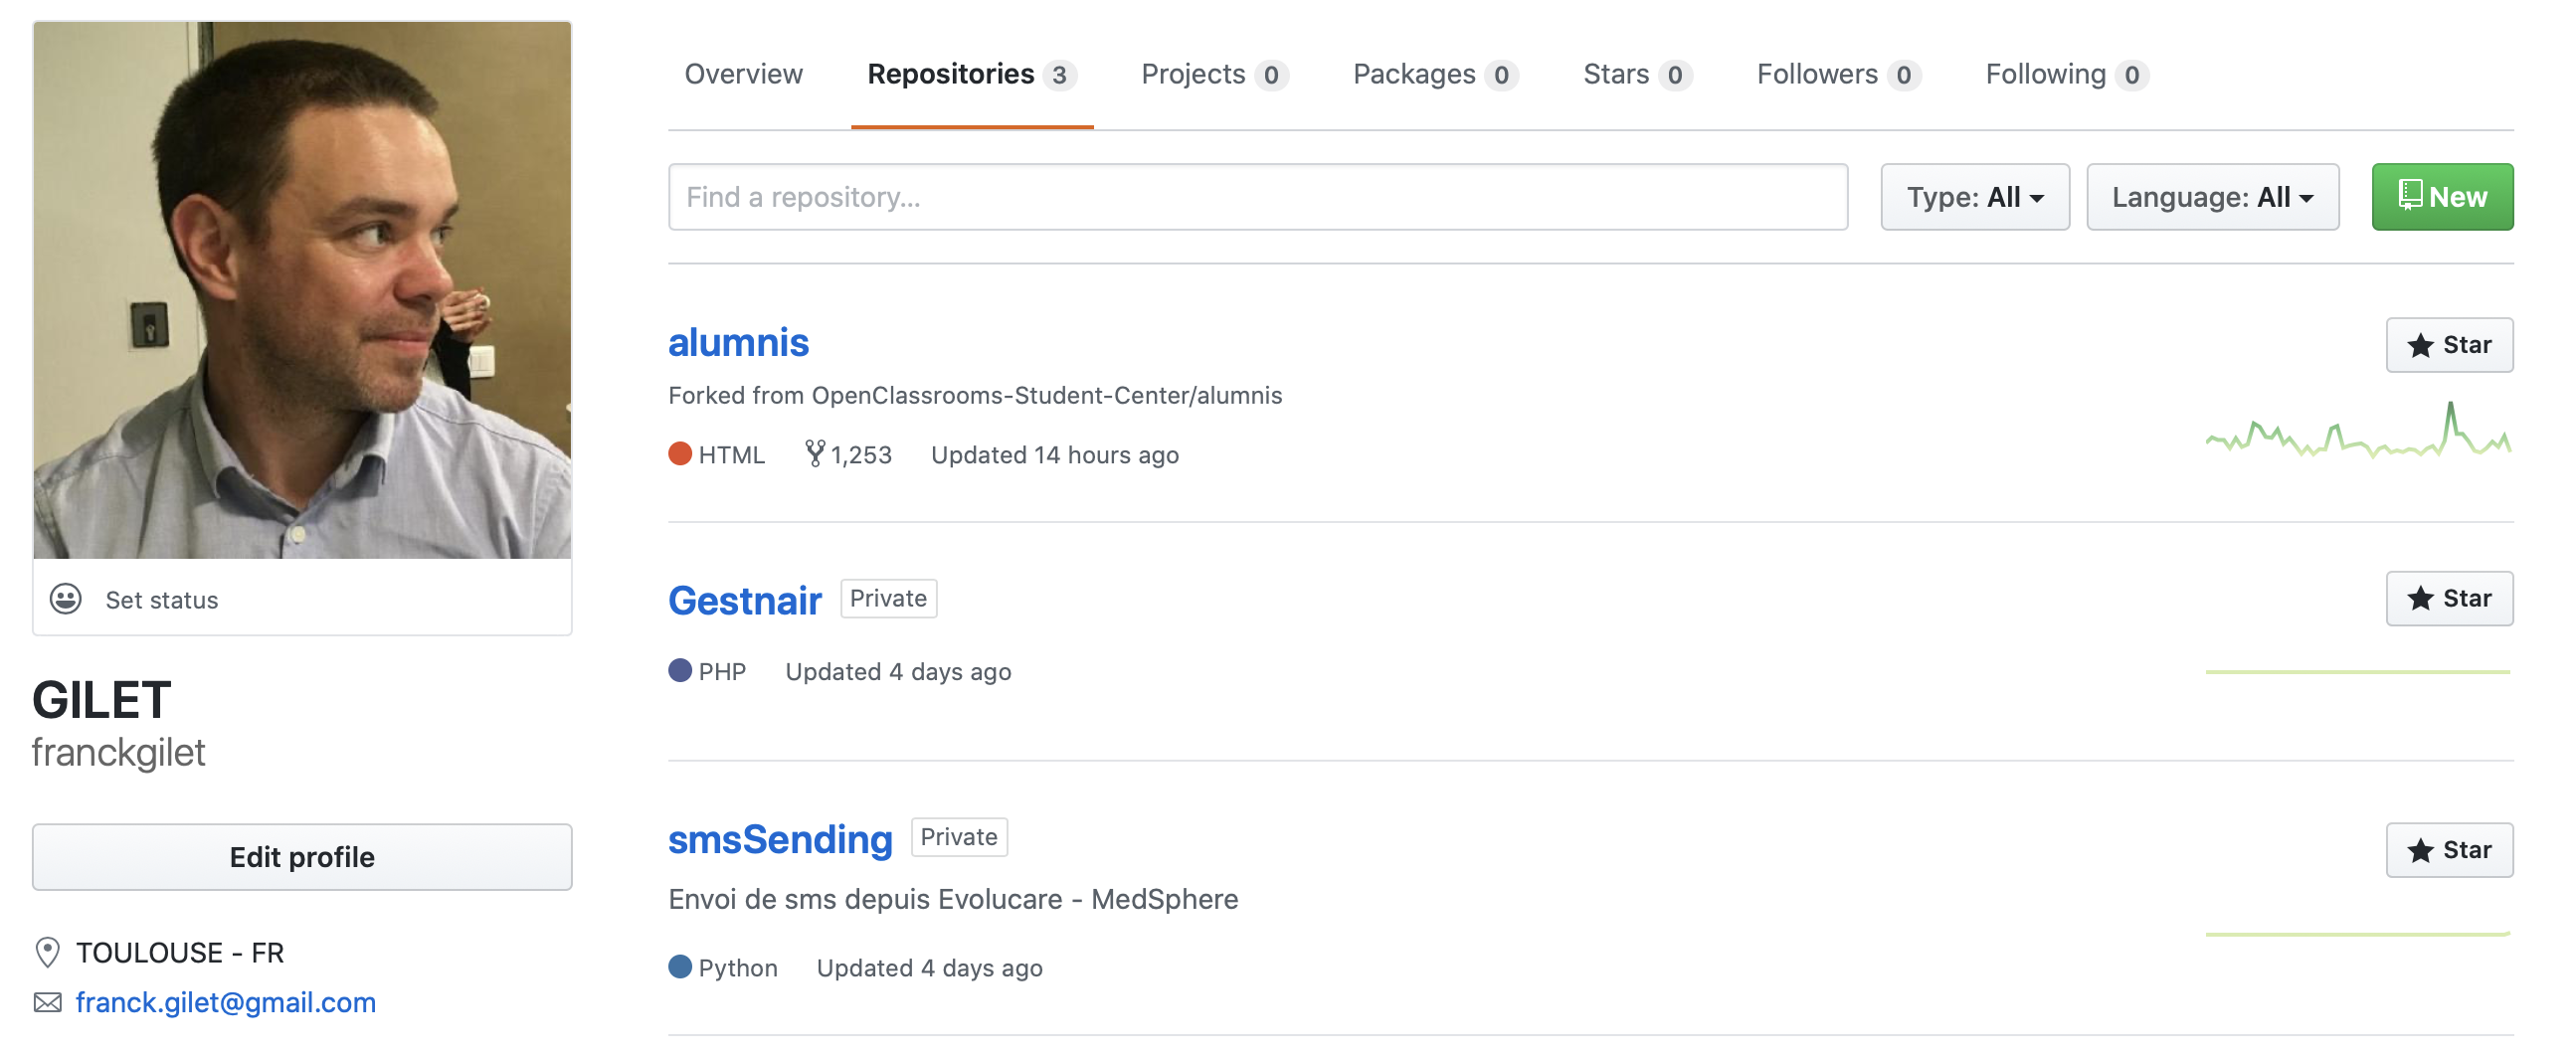 Overview Repositories 3 Projects 0 Packages 0 Stars 0 Followers 0 Following 0
Find a repository... Type: All Language: All New
alumnis
Star
Forked from OpenClassrooms-Student-Center/alumnis
HTML 1,253 Updated 14 hours ago
Gestnair Private
Star
PHP Updated 4 days ago
smsSending Private
Star
Envoi de sms depuis Evolucare - MedSphere
Python Updated 4 days ago
Set status
GILET
franckgilet
Edit profile
TOULOUSE - FR
franck.gilet@gmail.com